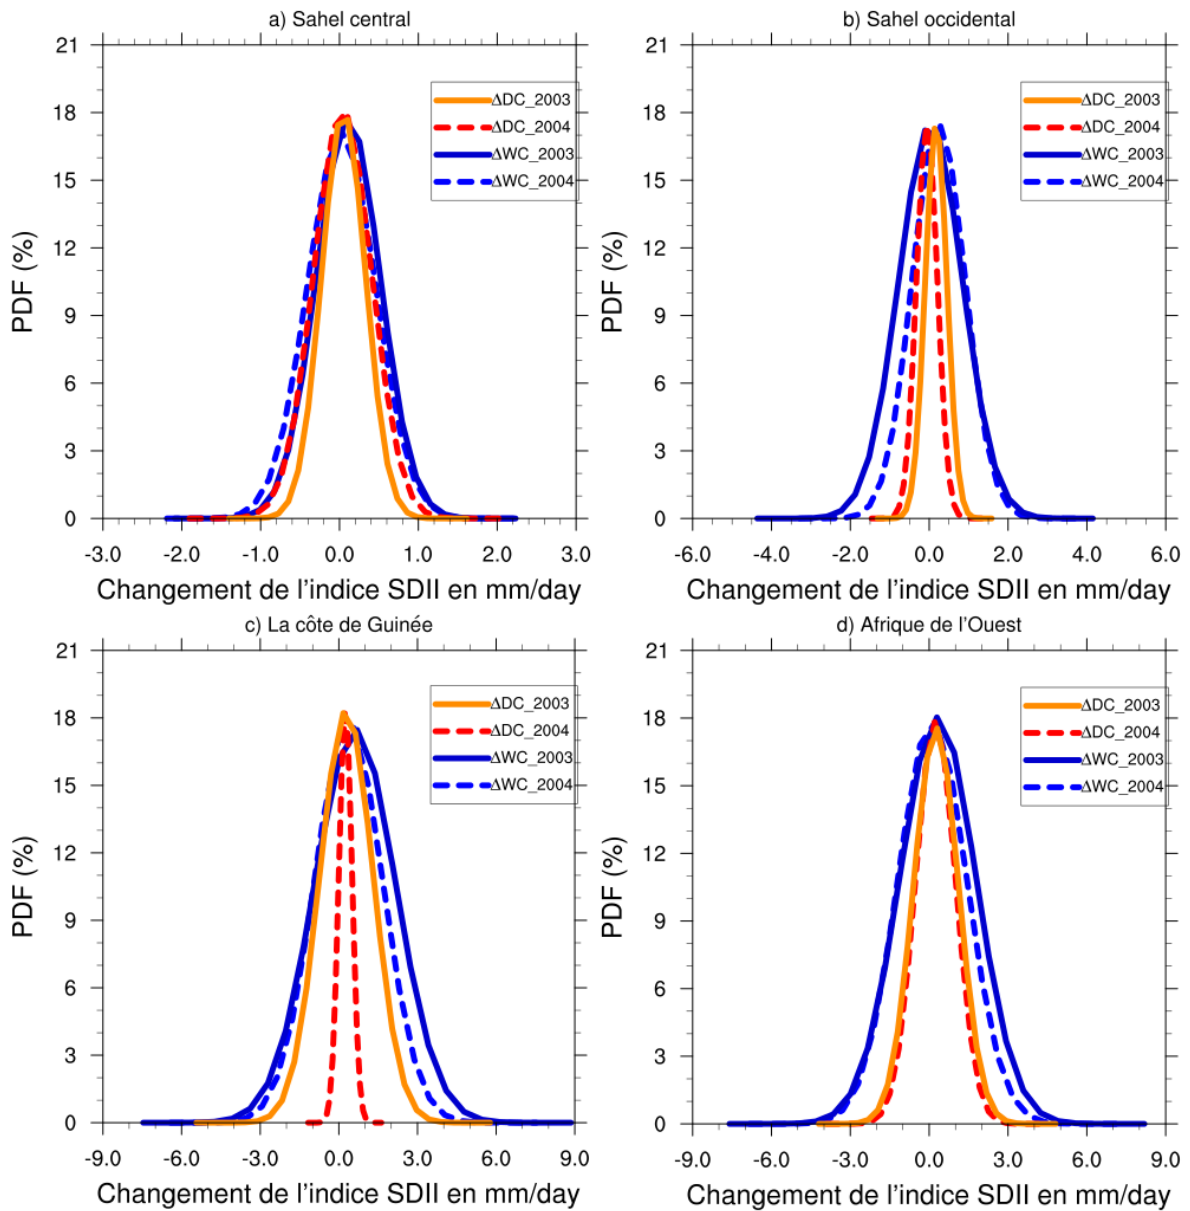 a) Sahel central
21
18
15
12
9
6
3
0
PDF (%)
ΔDC_2003
ΔDC_2004
ΔWC_2003
ΔWC_2004
-3.0 -2.0 -1.0 0.0 1.0 2.0 3.0
Changement de l'indice SDII en mm/day
b) Sahel occidental
21
18
15
12
9
6
3
0
PDF (%)
ΔDC_2003
ΔDC_2004
ΔWC_2003
ΔWC_2004
-6.0 -4.0 -2.0 0.0 2.0 4.0 6.0
Changement de l'indice SDII en mm/day
c) La côte de Guinée
21
18
15
12
9
6
3
0
PDF (%)
ΔDC_2003
ΔDC_2004
ΔWC_2003
ΔWC_2004
-9.0 -6.0 -3.0 0.0 3.0 6.0 9.0
Changement de l'indice SDII en mm/day
d) Afrique de l'Ouest
21
18
15
12
9
6
3
0
PDF (%)
ΔDC_2003
ΔDC_2004
ΔWC_2003
ΔWC_2004
-9.0 -6.0 -3.0 0.0 3.0 6.0 9.0
Changement de l'indice SDII en mm/day